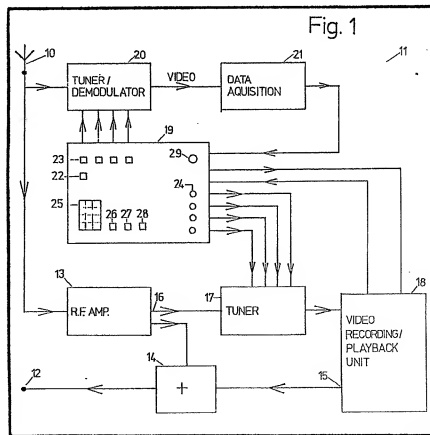 Fig. 1
10
20
TUNER/
DEMODULATOR
VIDEO
21
DATA
AQUISITION
11
19
23
22
25
26 27 28
29
24
13
R.F. AMP.
16
17
TUNER
18
VIDEO
RECORDING/
PLAYBACK
UNIT
12
14
+
15